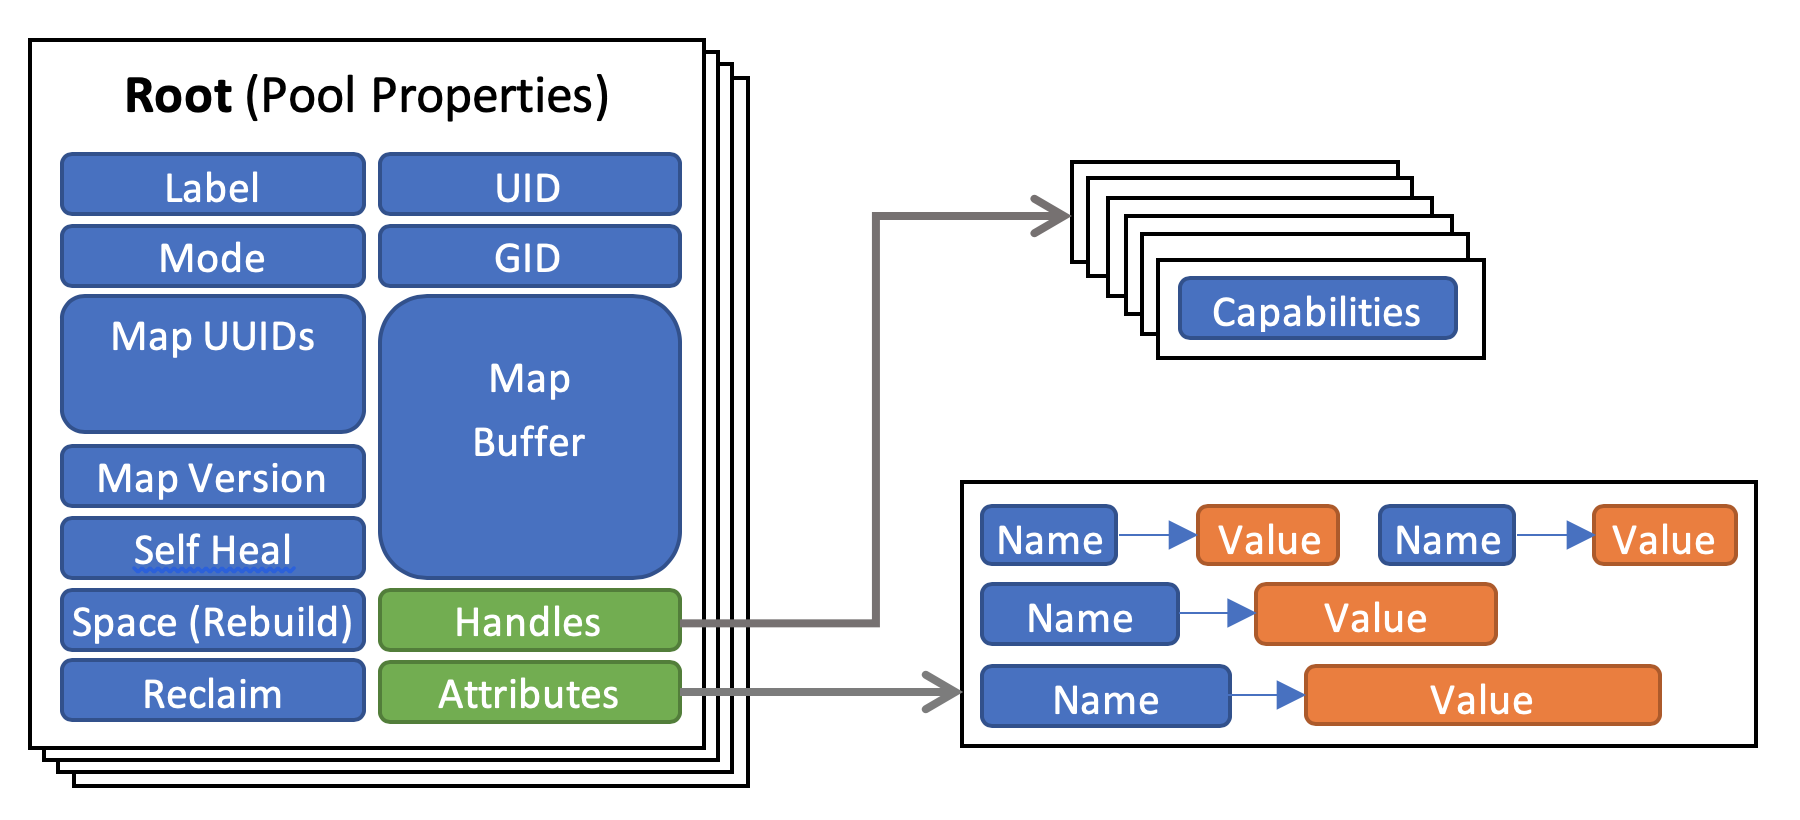 Root (Pool Properties)
Label
UID
Mode
GID
Map UUIDs
Map
Buffer
Map Version
Self Heal
Space (Rebuild)
Handles
Reclaim
Attributes
Capabilities
Name
Value
Name
Value
Name
Value
Name
Value